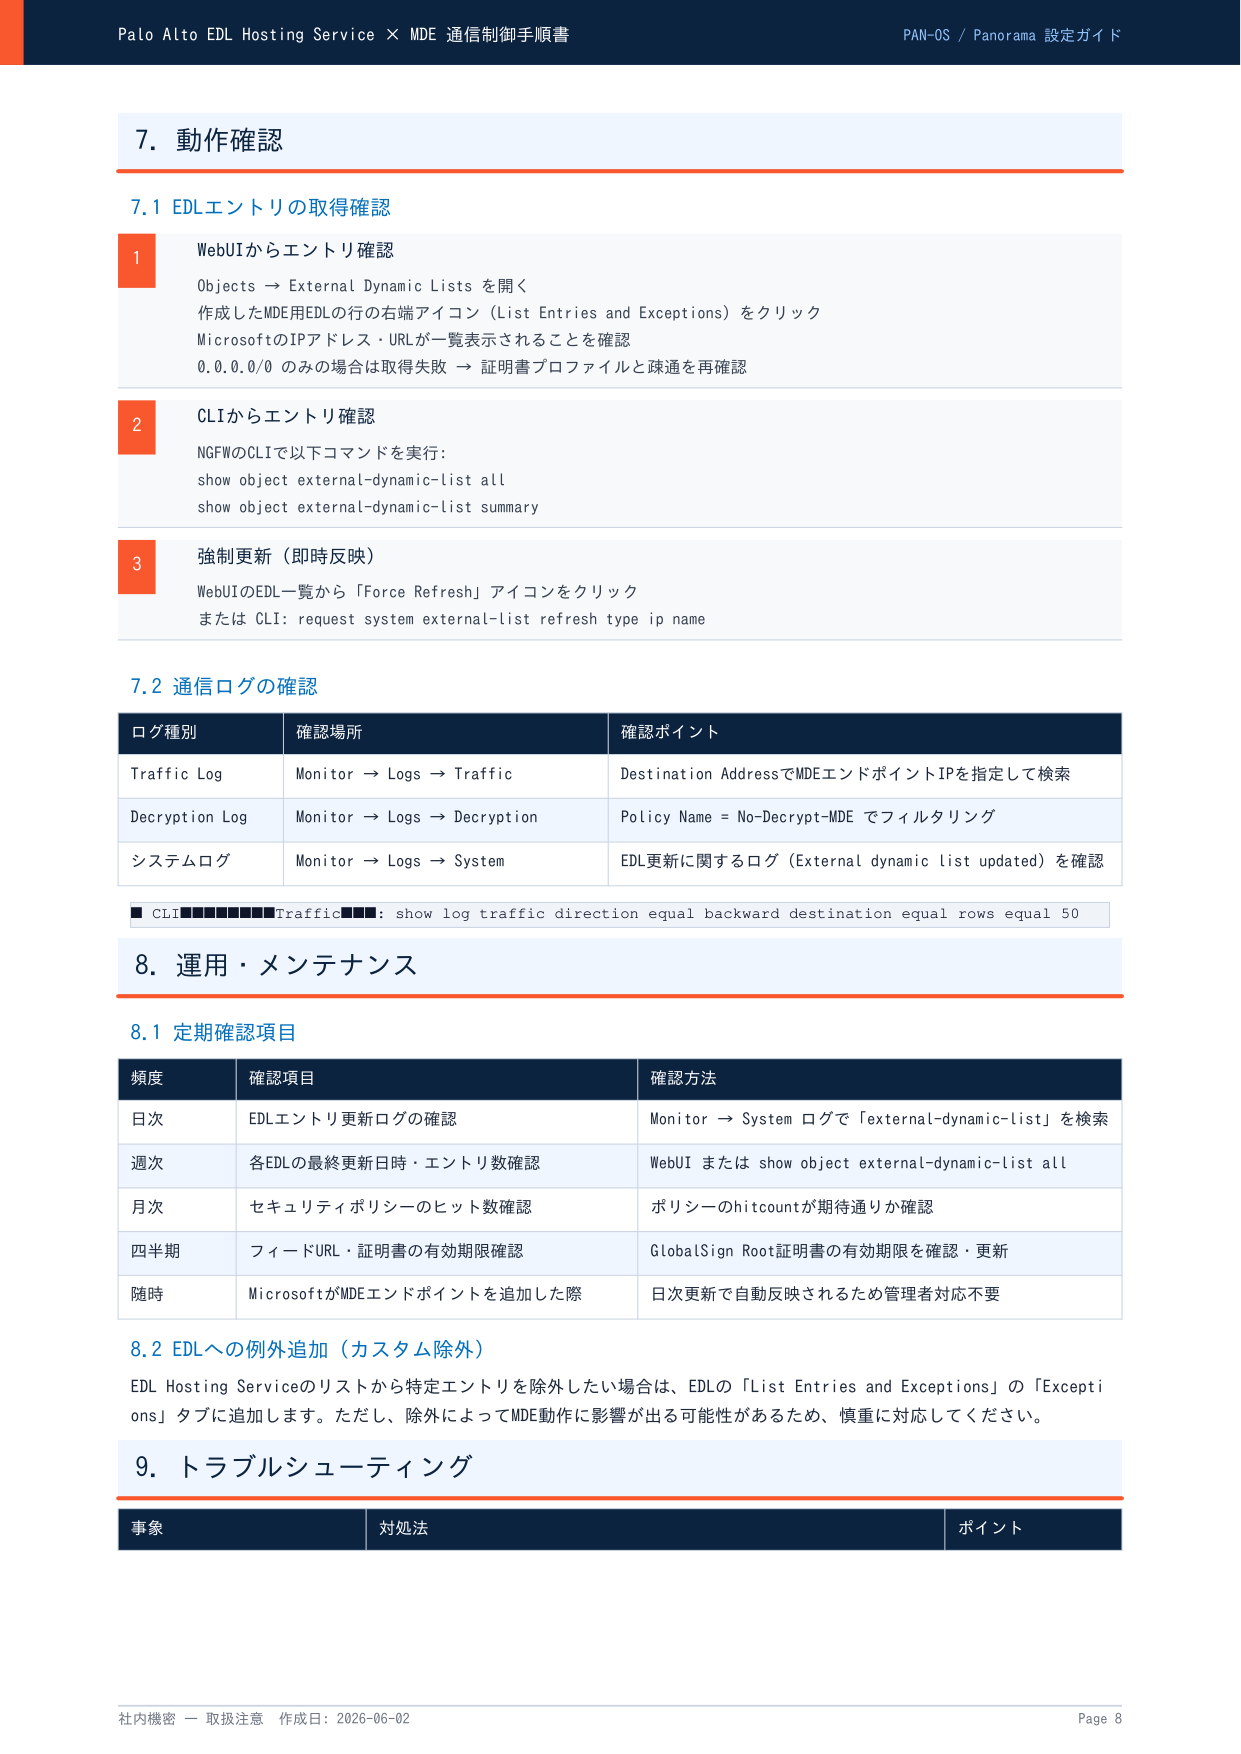 Palo Alto EDL Hosting Service × MDE 通信制御手順書
PAN-OS / Panorama 設定ガイド
7. 動作確認
7.1 EDLエントリの取得確認
1
WebUIからエントリ確認
Objects → External Dynamic Lists を開く
作成したMDE用EDLの行の右端アイコン（List Entries and Exceptions）をクリック
MicrosoftのIPアドレス・URLが一覧表示されることを確認
0.0.0.0/0 のみの場合は取得失敗 → 証明書プロファイルと疎通を再確認
2
CLIからエントリ確認
NGFWのCLIで以下コマンドを実行:
show object external-dynamic-list all
show object external-dynamic-list summary
3
強制更新（即時反映）
WebUIのEDL一覧から「Force Refresh」アイコンをクリック
または CLI: request system external-list refresh type ip name
7.2 通信ログの確認
ログ種別 確認場所 確認ポイント
Traffic Log Monitor → Logs → Traffic Destination AddressでMDEエンドポイントIPを指定して検索
Decryption Log Monitor → Logs → Decryption Policy Name = No-Decrypt-MDE でフィルタリング
システムログ Monitor → Logs → System EDL更新に関するログ（External dynamic list updated）を確認
■ CLI■■■■■■■■Traffic■■■: show log traffic direction equal backward destination equal rows equal 50
8. 運用・メンテナンス
8.1 定期確認項目
頻度 確認項目 確認方法
日次 EDLエントリ更新ログの確認 Monitor → System ログで「external-dynamic-list」を検索
週次 各EDLの最終更新日時・エントリ数確認 WebUI または show object external-dynamic-list all
月次 セキュリティポリシーのヒット数確認 ポリシーのhitcountが期待通りか確認
四半期 フィードURL・証明書の有効期限確認 GlobalSign Root証明書の有効期限を確認・更新
随時 MicrosoftがMDEエンドポイントを追加した際 日次更新で自動反映されるため管理者対応不要
8.2 EDLへの例外追加（カスタム除外）
EDL Hosting Serviceのリストから特定エントリを除外したい場合は、EDLの「List Entries and Exceptions」の「Excepti
ons」タブに追加します。ただし、除外によってMDE動作に影響が出る可能性があるため、慎重に対応してください。
9. トラブルシューティング
事象 対処法 ポイント
社内機密 — 取扱注意 作成日: 2026-06-02
Page 8